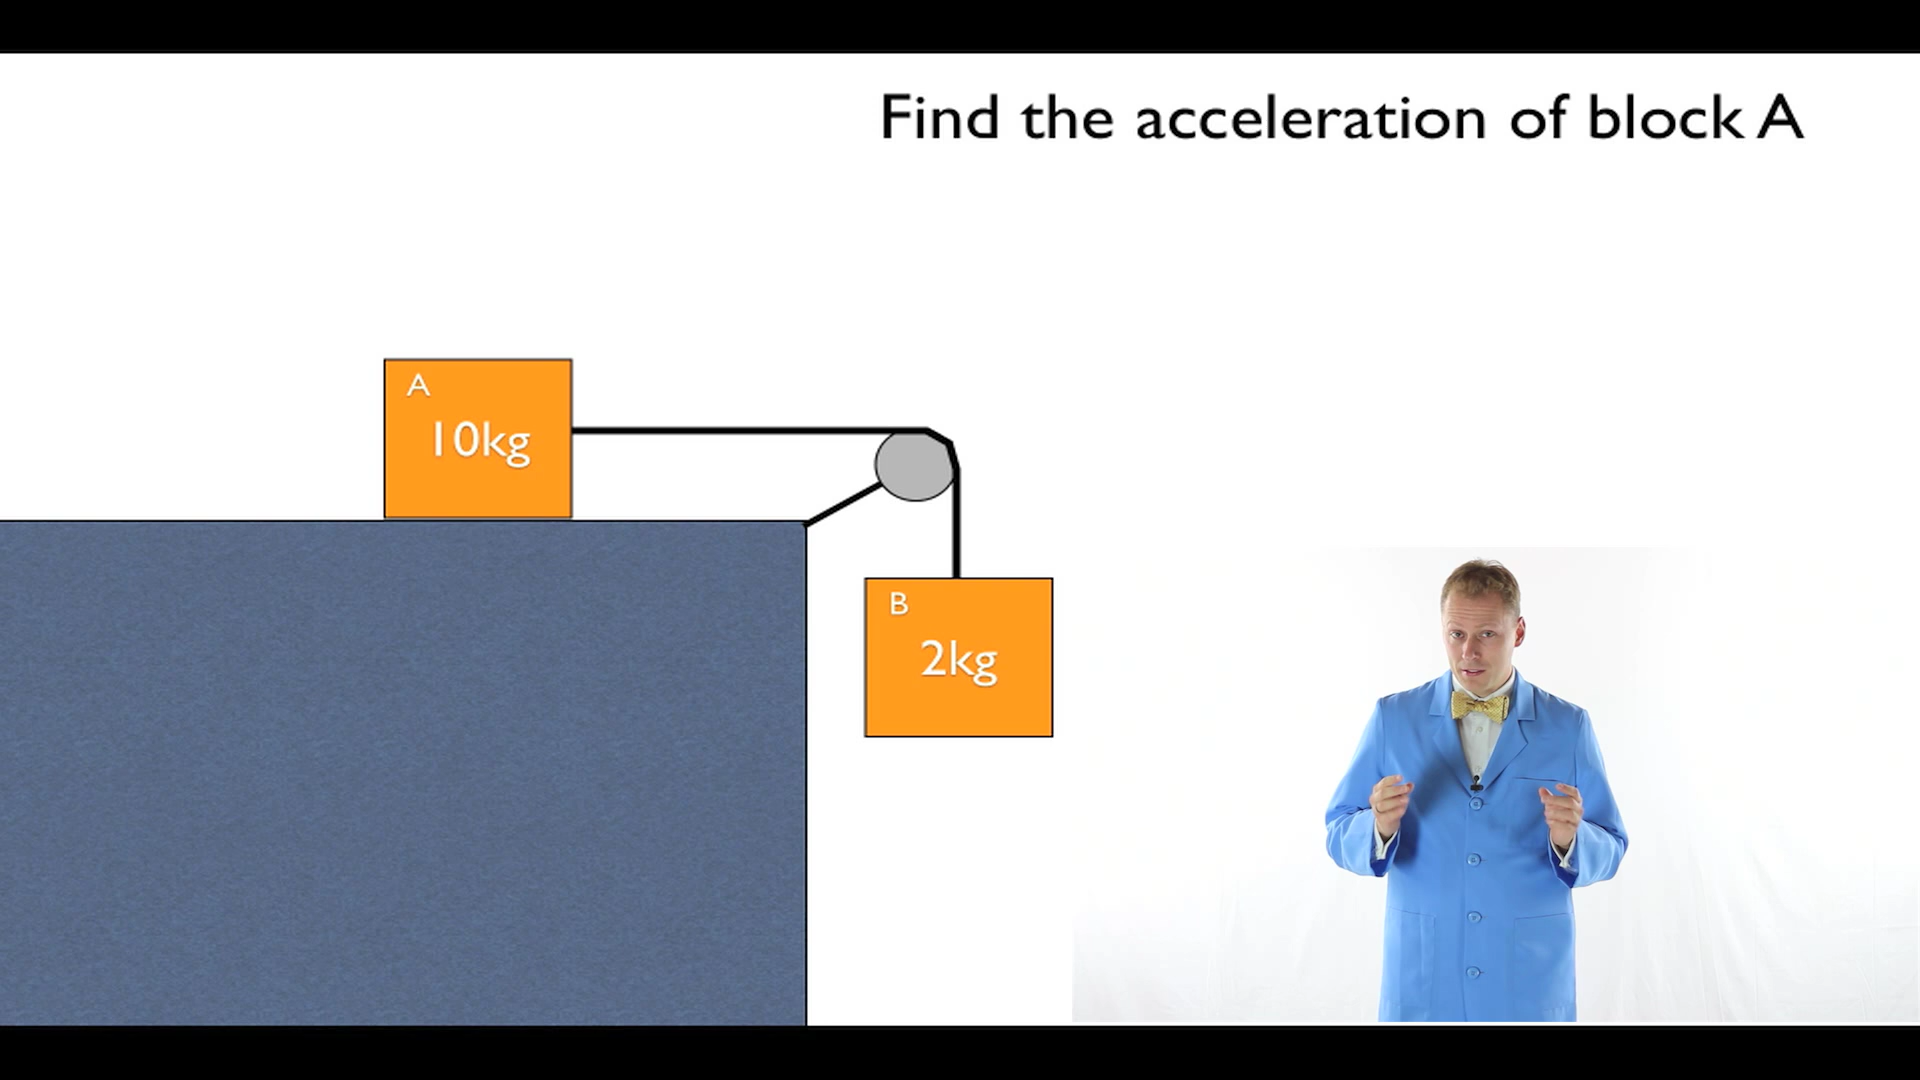 Find the acceleration of block A
A
10kg
B
2kg